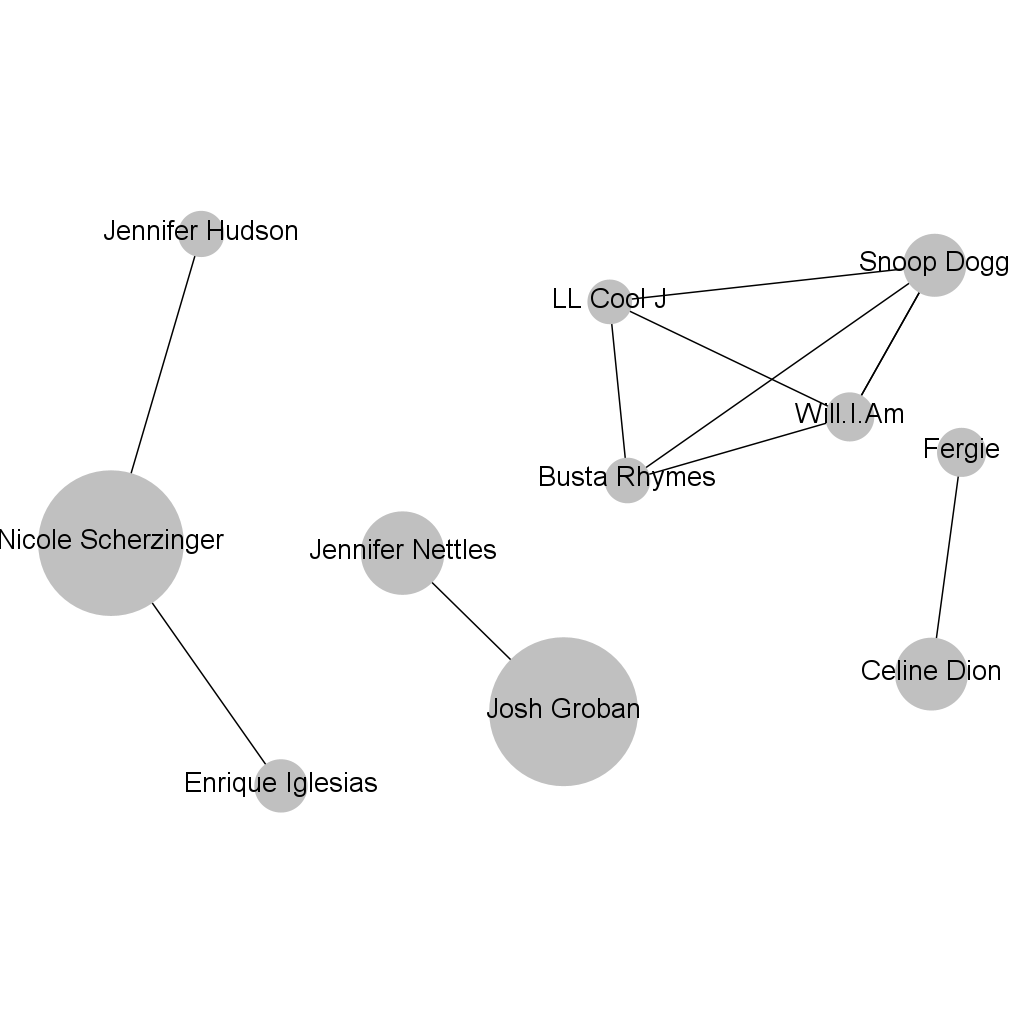 Jennifer Hudson
Snoop Dogg
LL Cool J
Will.I.Am
Fergie
Busta Rhymes
Nicole Scherzinger
Jennifer Nettles
Celine Dion
Josh Groban
Enrique Iglesias